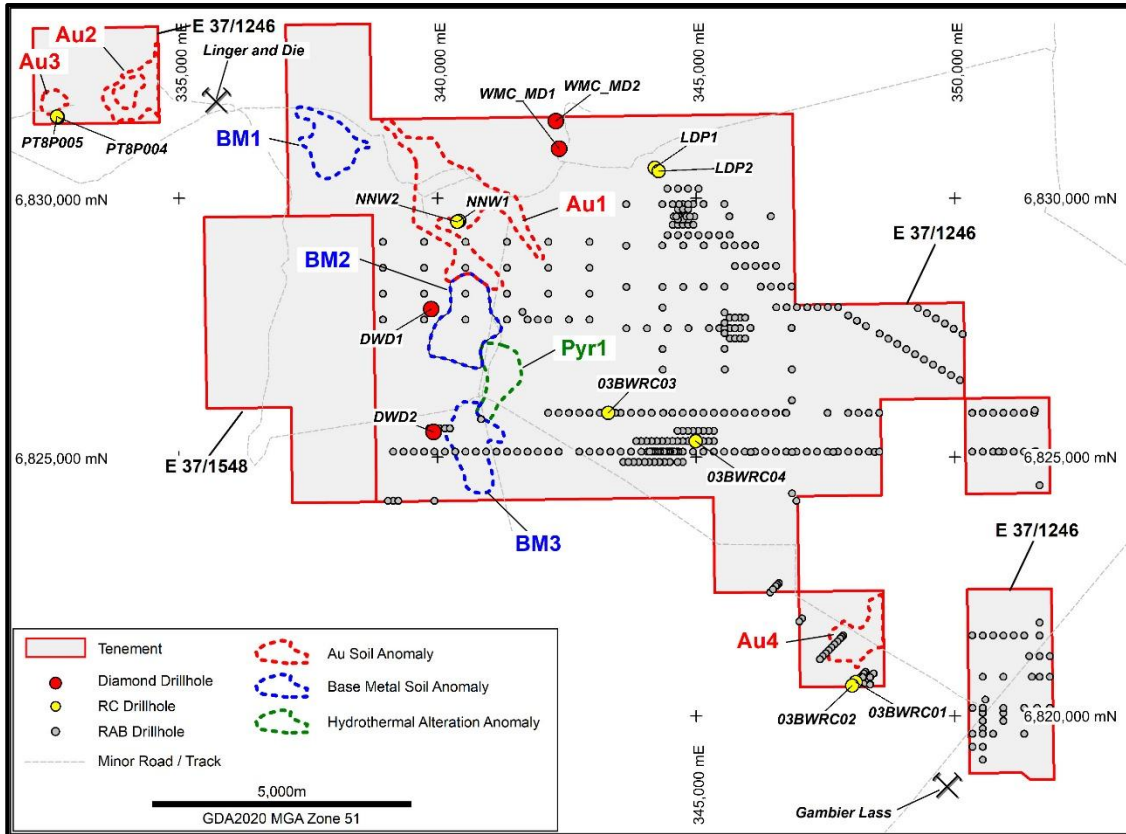 E 37/1246
Au2
Au3
Linger and Die
335,000 mE
340,000 mE
345,000 mE
350,000 mE
WMC_MD1
WMC_MD2
PT8P005
PT8P004
BM1
LDP1
LDP2
6,830,000 mN
6,830,000 mN
NNW2
NNW1
Au1
BM2
E 37/1246
DWD1
Pyr1
03BWRC03
DWD2
6,825,000 mN
E 37/1548
03BWRC04
6,825,000 mN
BM3
E 37/1246
Au4
03BWRC02
03BWRC01
6,820,000 mN
345,000 mE
350,000 mE
Gambier Lass
Tenement
Diamond Drillhole
RC Drillhole
RAB Drillhole
Minor Road / Track
Au Soil Anomaly
Base Metal Soil Anomaly
Hydrothermal Alteration Anomaly
5,000m
GDA2020 MGA Zone 51